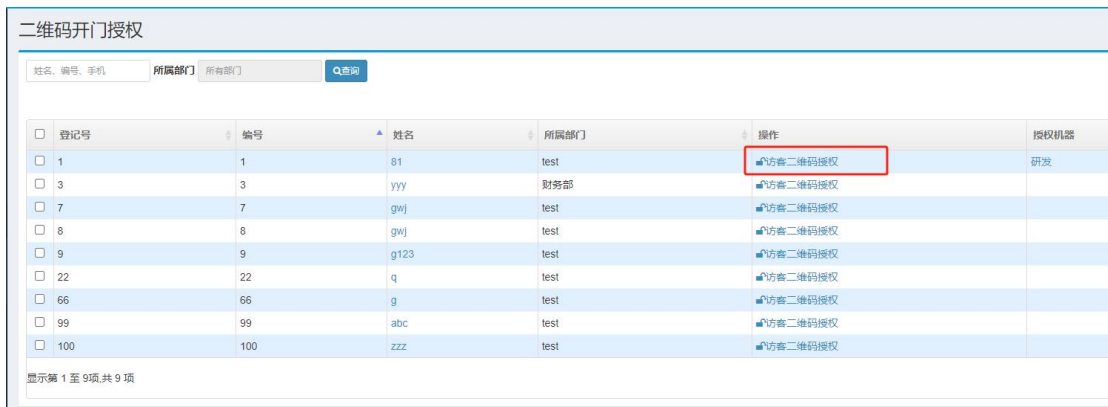 二维码开门授权
姓名、编号、手机 所属部门 所有部门 查询
登记号 编号 姓名 所属部门 操作 授权机器
1 1 81 test 访客二维码授权 研发
3 3 yyy 财务部 访客二维码授权
7 7 gwj test 访客二维码授权
8 8 gwj test 访客二维码授权
9 9 g123 test 访客二维码授权
22 22 q test 访客二维码授权
66 66 g test 访客二维码授权
99 99 abc test 访客二维码授权
100 100 zzz test 访客二维码授权
显示第 1 至 9项,共 9 项